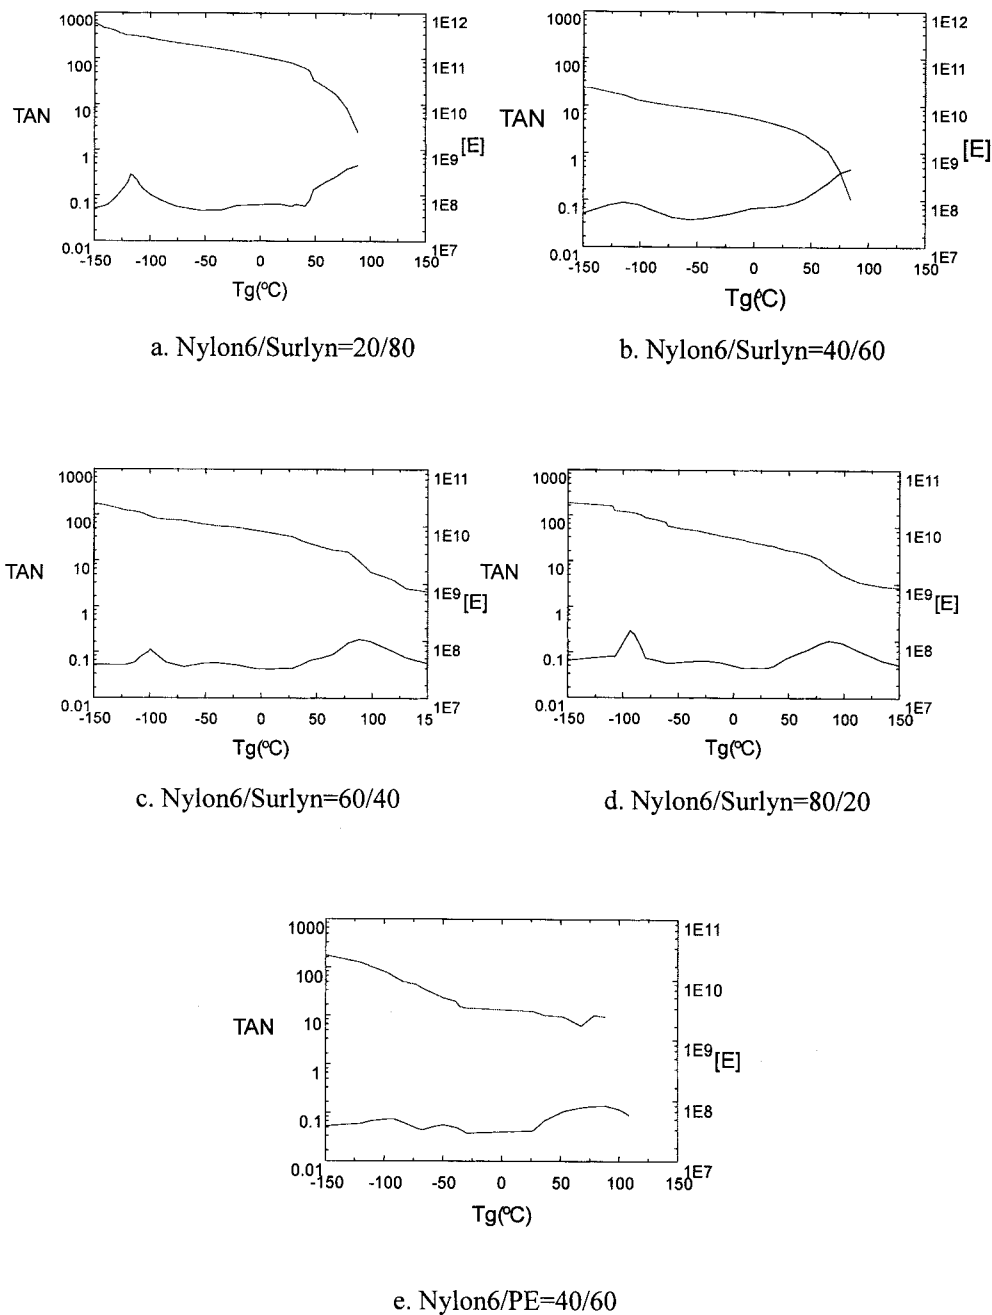 1000
100
10
1
0.1
0.01
TAN
1E12
1E11
1E10
1E9
1E8
1E7
[E]
-150 -100 -50 0 50 100 150
Tg(ºC)
a. Nylon6/Surlyn=20/80
1000
100
10
1
0.1
0.01
TAN
1E12
1E11
1E10
1E9
1E8
1E7
[E]
-150 -100 -50 0 50 100 150
Tg(ºC)
b. Nylon6/Surlyn=40/60
1000
100
10
1
0.1
0.01
TAN
1E11
1E10
1E9
1E8
1E7
[E]
-150 -100 -50 0 50 100 15
Tg(ºC)
c. Nylon6/Surlyn=60/40
1000
100
10
1
0.1
0.01
TAN
1E11
1E10
1E9
1E8
1E7
[E]
-150 -100 -50 0 50 100 150
Tg(ºC)
d. Nylon6/Surlyn=80/20
1000
100
10
1
0.1
0.01
TAN
1E11
1E10
1E9
1E8
1E7
[E]
-150 -100 -50 0 50 100 150
Tg(ºC)
e. Nylon6/PE=40/60